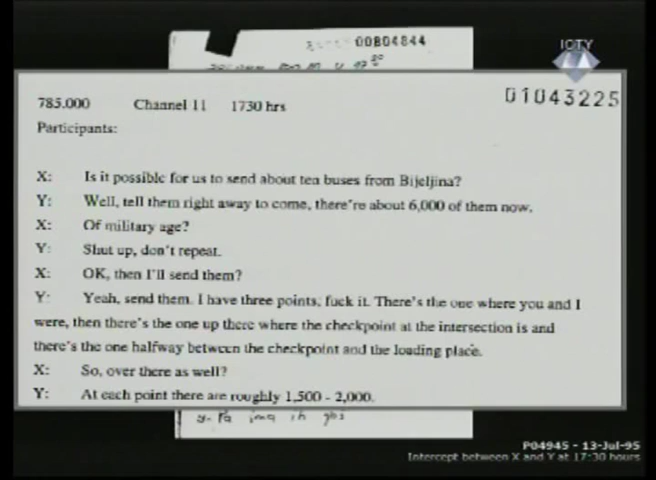 00804844
ICTY
01043225
785.000 Channel 11 1730 hrs
Participants:
X: Is it possible for us to send about ten buses from Bijeljina?
Y: Well, tell them right away to come, there're about 6,000 of them now.
X: Of military age?
Y: Shut up, don't repeat.
X: OK, then I'll send them?
Y: Yeah, send them. I have three points, fuck it. There's the one where you and I
were, then there's the one up there where the checkpoint at the intersection is and
there's the one halfway between the checkpoint and the loading place.
X: So, over there as well?
Y: At each point there are roughly 1,500 - 2,000.
y- Pa ima ih
P04945 - 13-Jul-95
Intercept between X and Y at 17:30 hours